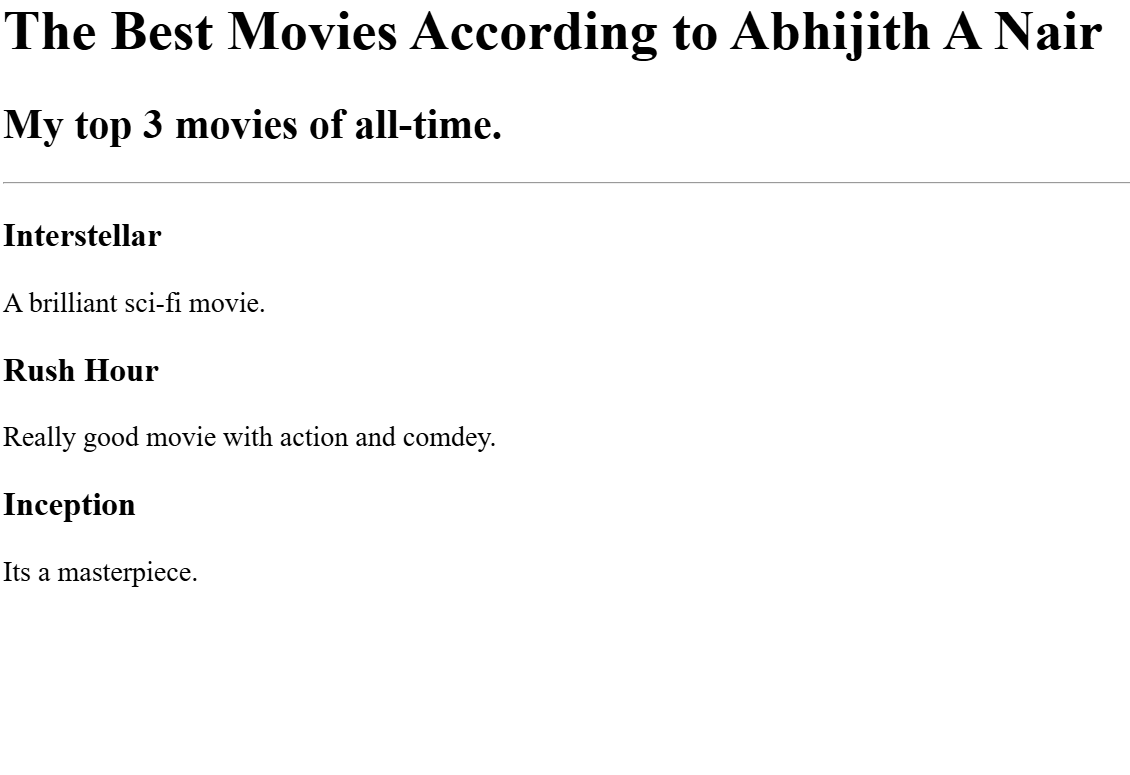 The Best Movies According to Abhijith A Nair
My top 3 movies of all-time.
Interstellar
A brilliant sci-fi movie.
Rush Hour
Really good movie with action and comdey.
Inception
Its a masterpiece.